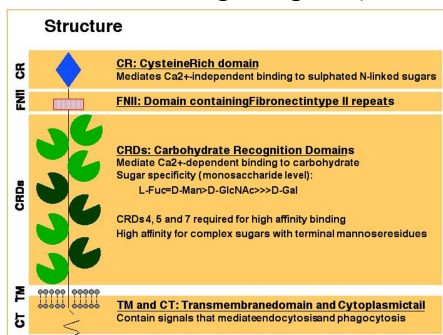 Structure
CR
CR: CysteineRich domain
Mediates Ca2+-independent binding to sulphated N-linked sugars
FNII
FNII: Domain containingFibronectintype II repeats
CRDs
CRDs: Carbohydrate Recognition Domains
Mediate Ca2+-dependent binding to carbohydrate
Sugar specificity (monosaccharide level):
L-Fuc=D-Man>D-GlcNAc>>>D-Gal
CRDs4, 5 and 7 required for high affinity binding
High affinity for complex sugars with terminal mannoseresidues
TM
CT
TM and CT: Transmembranedomain and Cytoplasmictail
Contain signals that mediateendocytosisand phagocytosis